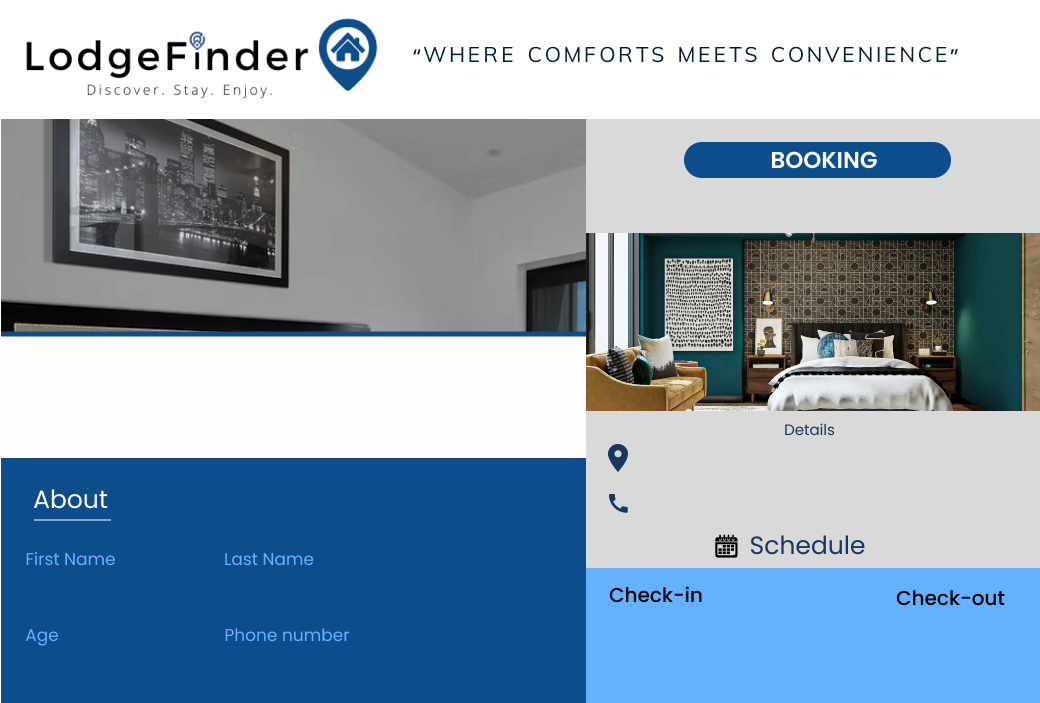 LodgeFinder
Discover. Stay. Enjoy.
“WHERE COMFORTS MEETS CONVENIENCE”
BOOKING
Details
Schedule
Check-in
Check-out
About
First Name
Last Name
Age
Phone number